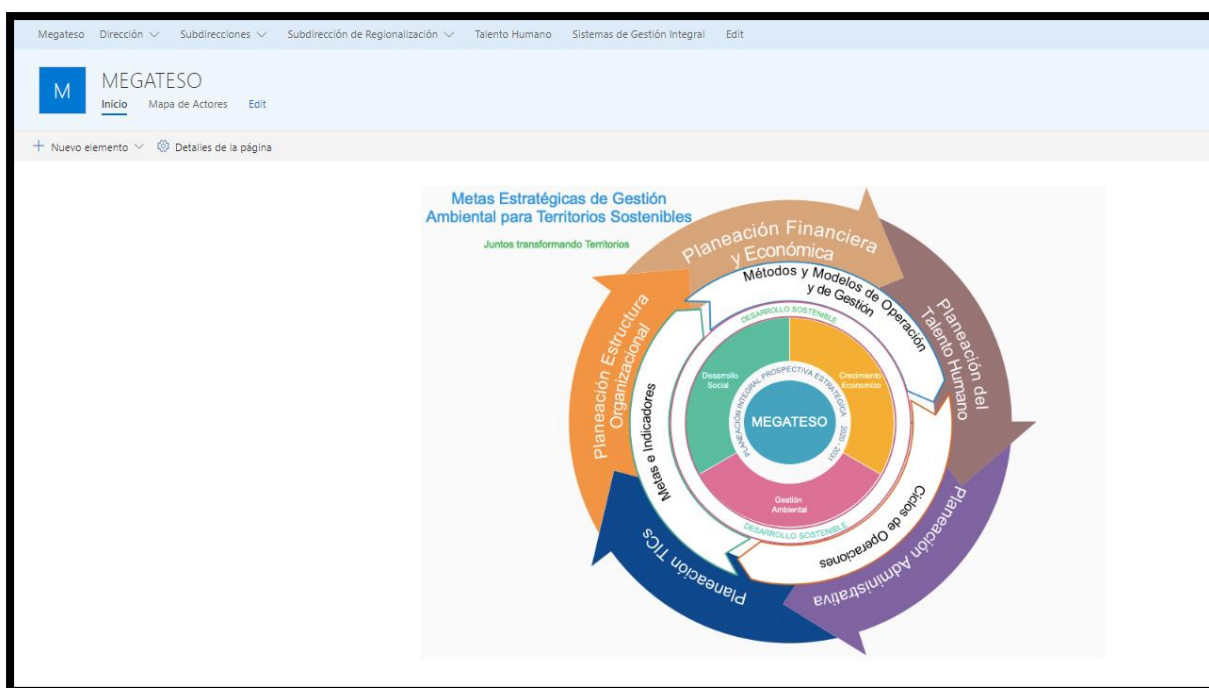 Megateso Dirección Subdirecciones Subdirección de Regionalización Talento Humano Sistemas de Gestión Integral Edit
M
MEGATESO
Inicio Mapa de Actores Edit
+ Nuevo elemento Detalles de la página
Metas Estratégicas de Gestión
Ambiental para Territorios Sostenibles
Juntos transformando Territorios
Planeación Financiera
y Económica
Planeación del
Talento Humano
Planeación Administrativa
Planeación TICs
Planeación Estructura
Organizacional
Métodos y Modelos de Operación
y de Gestión
Ciclos de Operaciones
Metas e Indicadores
DESARROLLO SOSTENIBLE
Desarrollo
Social
Crecimiento
Economico
Gestión
Ambiental
PLANEACIÓN INTEGRAL PROSPECTIVA ESTRATÉGICA 2020 - 2031
MEGATESO
DESARROLLO SOSTENIBLE